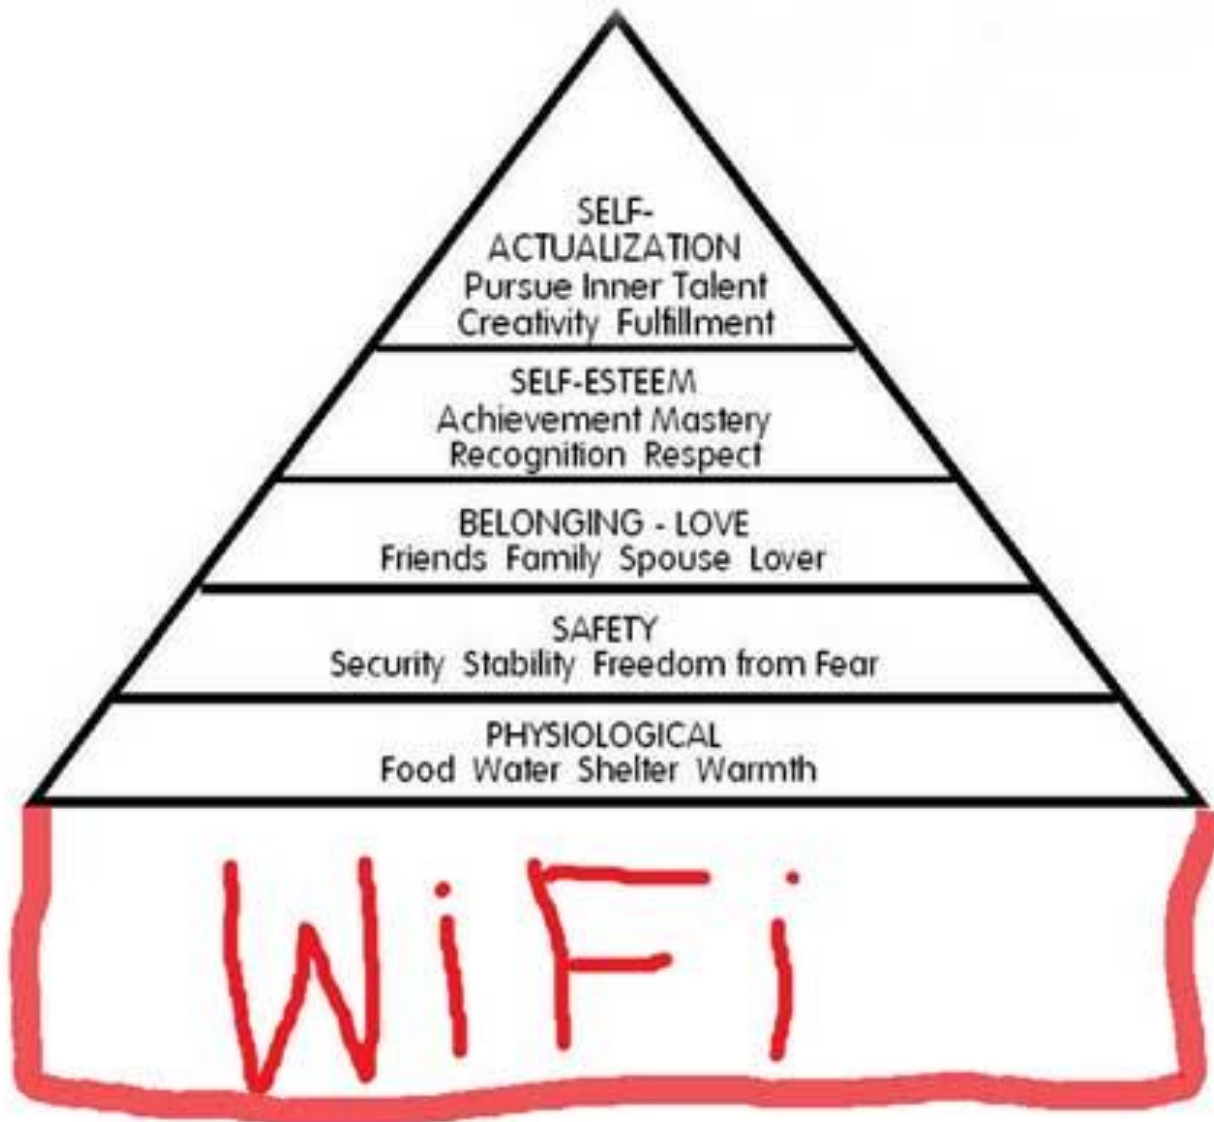 SELF-
ACTUALIZATION
Pursue Inner Talent
Creativity Fulfillment
SELF-ESTEEM
Achievement Mastery
Recognition Respect
BELONGING - LOVE
Friends Family Spouse Lover
SAFETY
Security Stability Freedom from Fear
PHYSIOLOGICAL
Food Water Shelter Warmth
WiFi